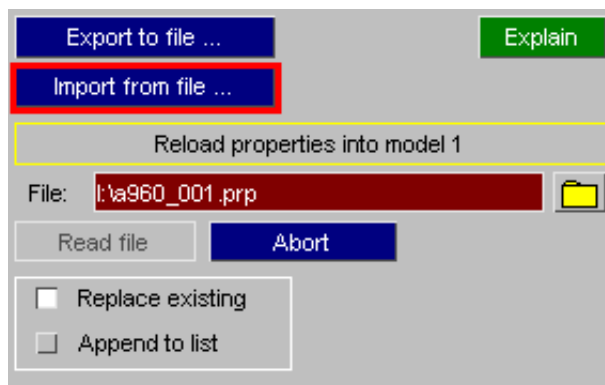 Export to file ... Explain
Import from file ...
Reload properties into model 1
File: I:\a960_001.prp
Read file Abort
Replace existing
Append to list